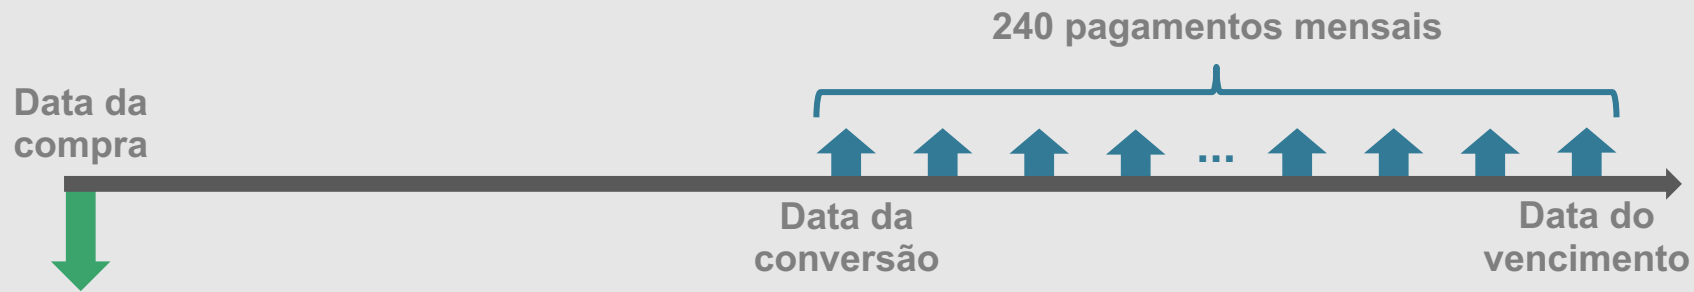 240 pagamentos mensais
Data da
compra
...
Data da
conversão
Data do
vencimento